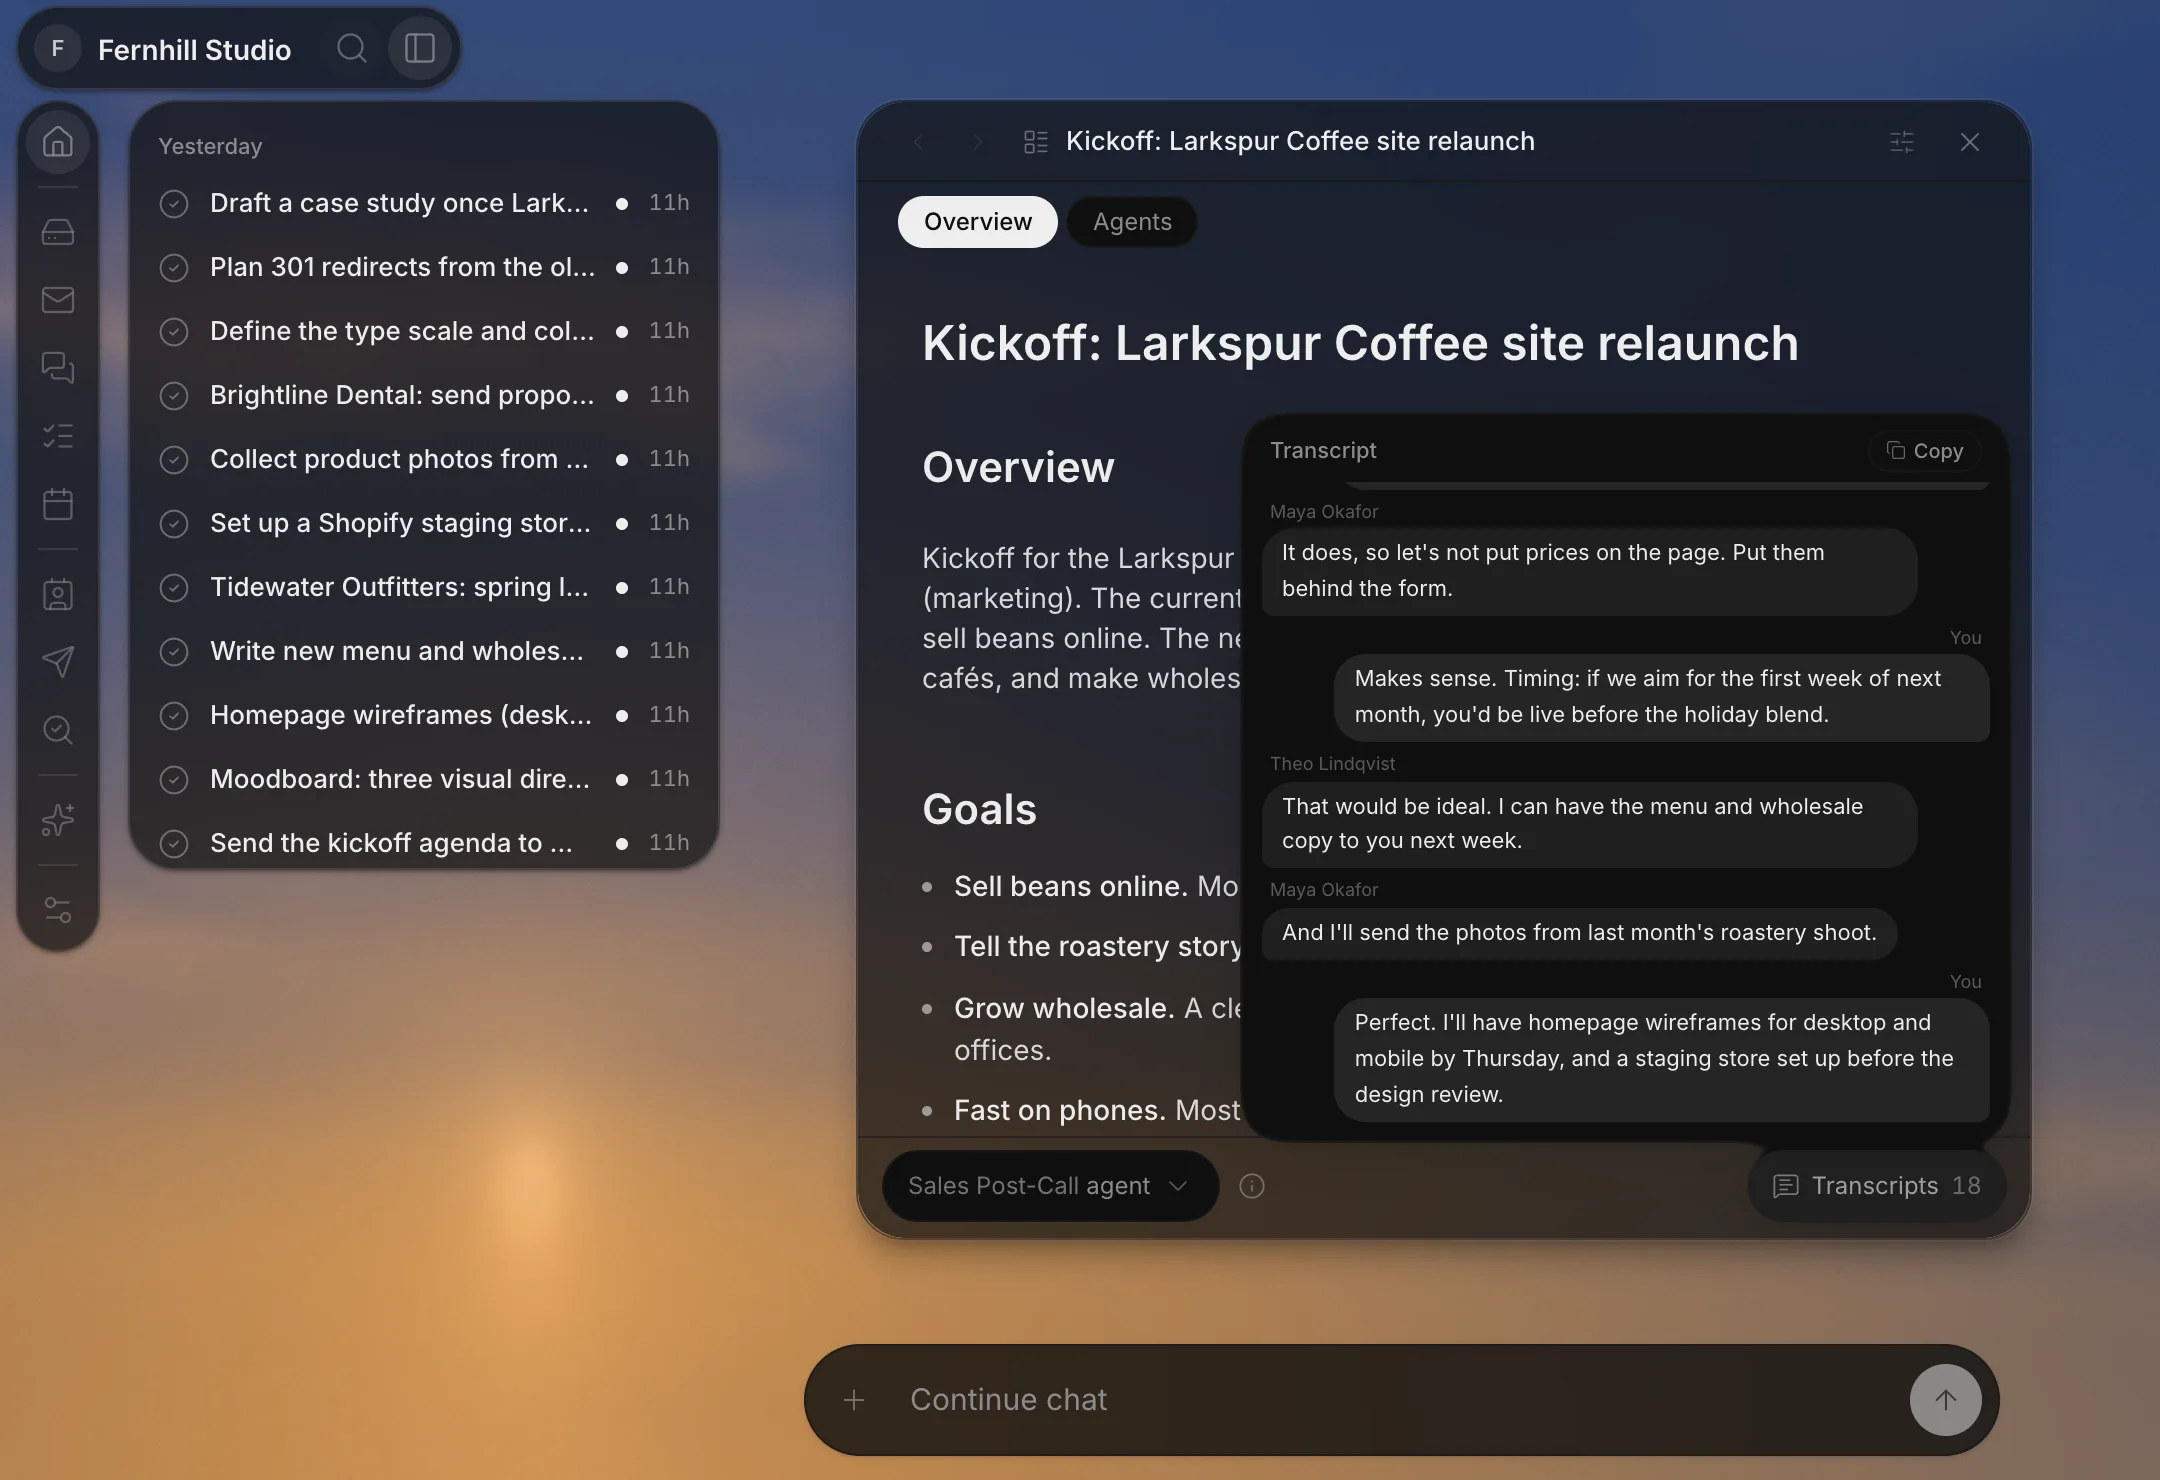 F
Fernhill Studio
Yesterday
Draft a case study once Lark... 11h
Plan 301 redirects from the ol... 11h
Define the type scale and col... 11h
Brightline Dental: send propo... 11h
Collect product photos from ... 11h
Set up a Shopify staging stor... 11h
Tidewater Outfitters: spring l... 11h
Write new menu and wholes... 11h
Homepage wireframes (desk... 11h
Moodboard: three visual dire... 11h
Send the kickoff agenda to ... 11h
Kickoff: Larkspur Coffee site relaunch
Overview
Agents
Kickoff: Larkspur Coffee site relaunch
Overview
Kickoff for the Larkspur
(marketing). The current
sell beans online. The ne
cafés, and make wholes
Goals
Sell beans online. Mo
Tell the roastery story
Grow wholesale. A cle
offices.
Fast on phones. Most
Transcript
Copy
Maya Okafor
It does, so let's not put prices on the page. Put them
behind the form.
You
Makes sense. Timing: if we aim for the first week of next
month, you'd be live before the holiday blend.
Theo Lindqvist
That would be ideal. I can have the menu and wholesale
copy to you next week.
Maya Okafor
And I'll send the photos from last month's roastery shoot.
You
Perfect. I'll have homepage wireframes for desktop and
mobile by Thursday, and a staging store set up before the
design review.
Sales Post-Call agent
Transcripts 18
Continue chat